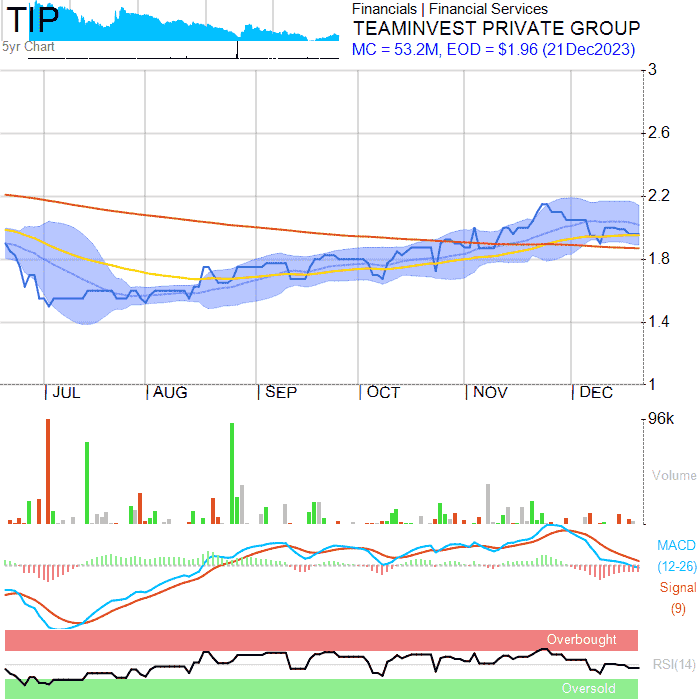 TIP
5yr Chart
Financials | Financial Services
TEAMINVEST PRIVATE GROUP
MC = 53.2M, EOD = $1.96 (21Dec2023)
3
2.6
2.2
1.8
1.4
1
JUL AUG SEP OCT NOV DEC
96k
Volume
MACD
(12-26)
Signal
(9)
Overbought
RSI(14)
Oversold